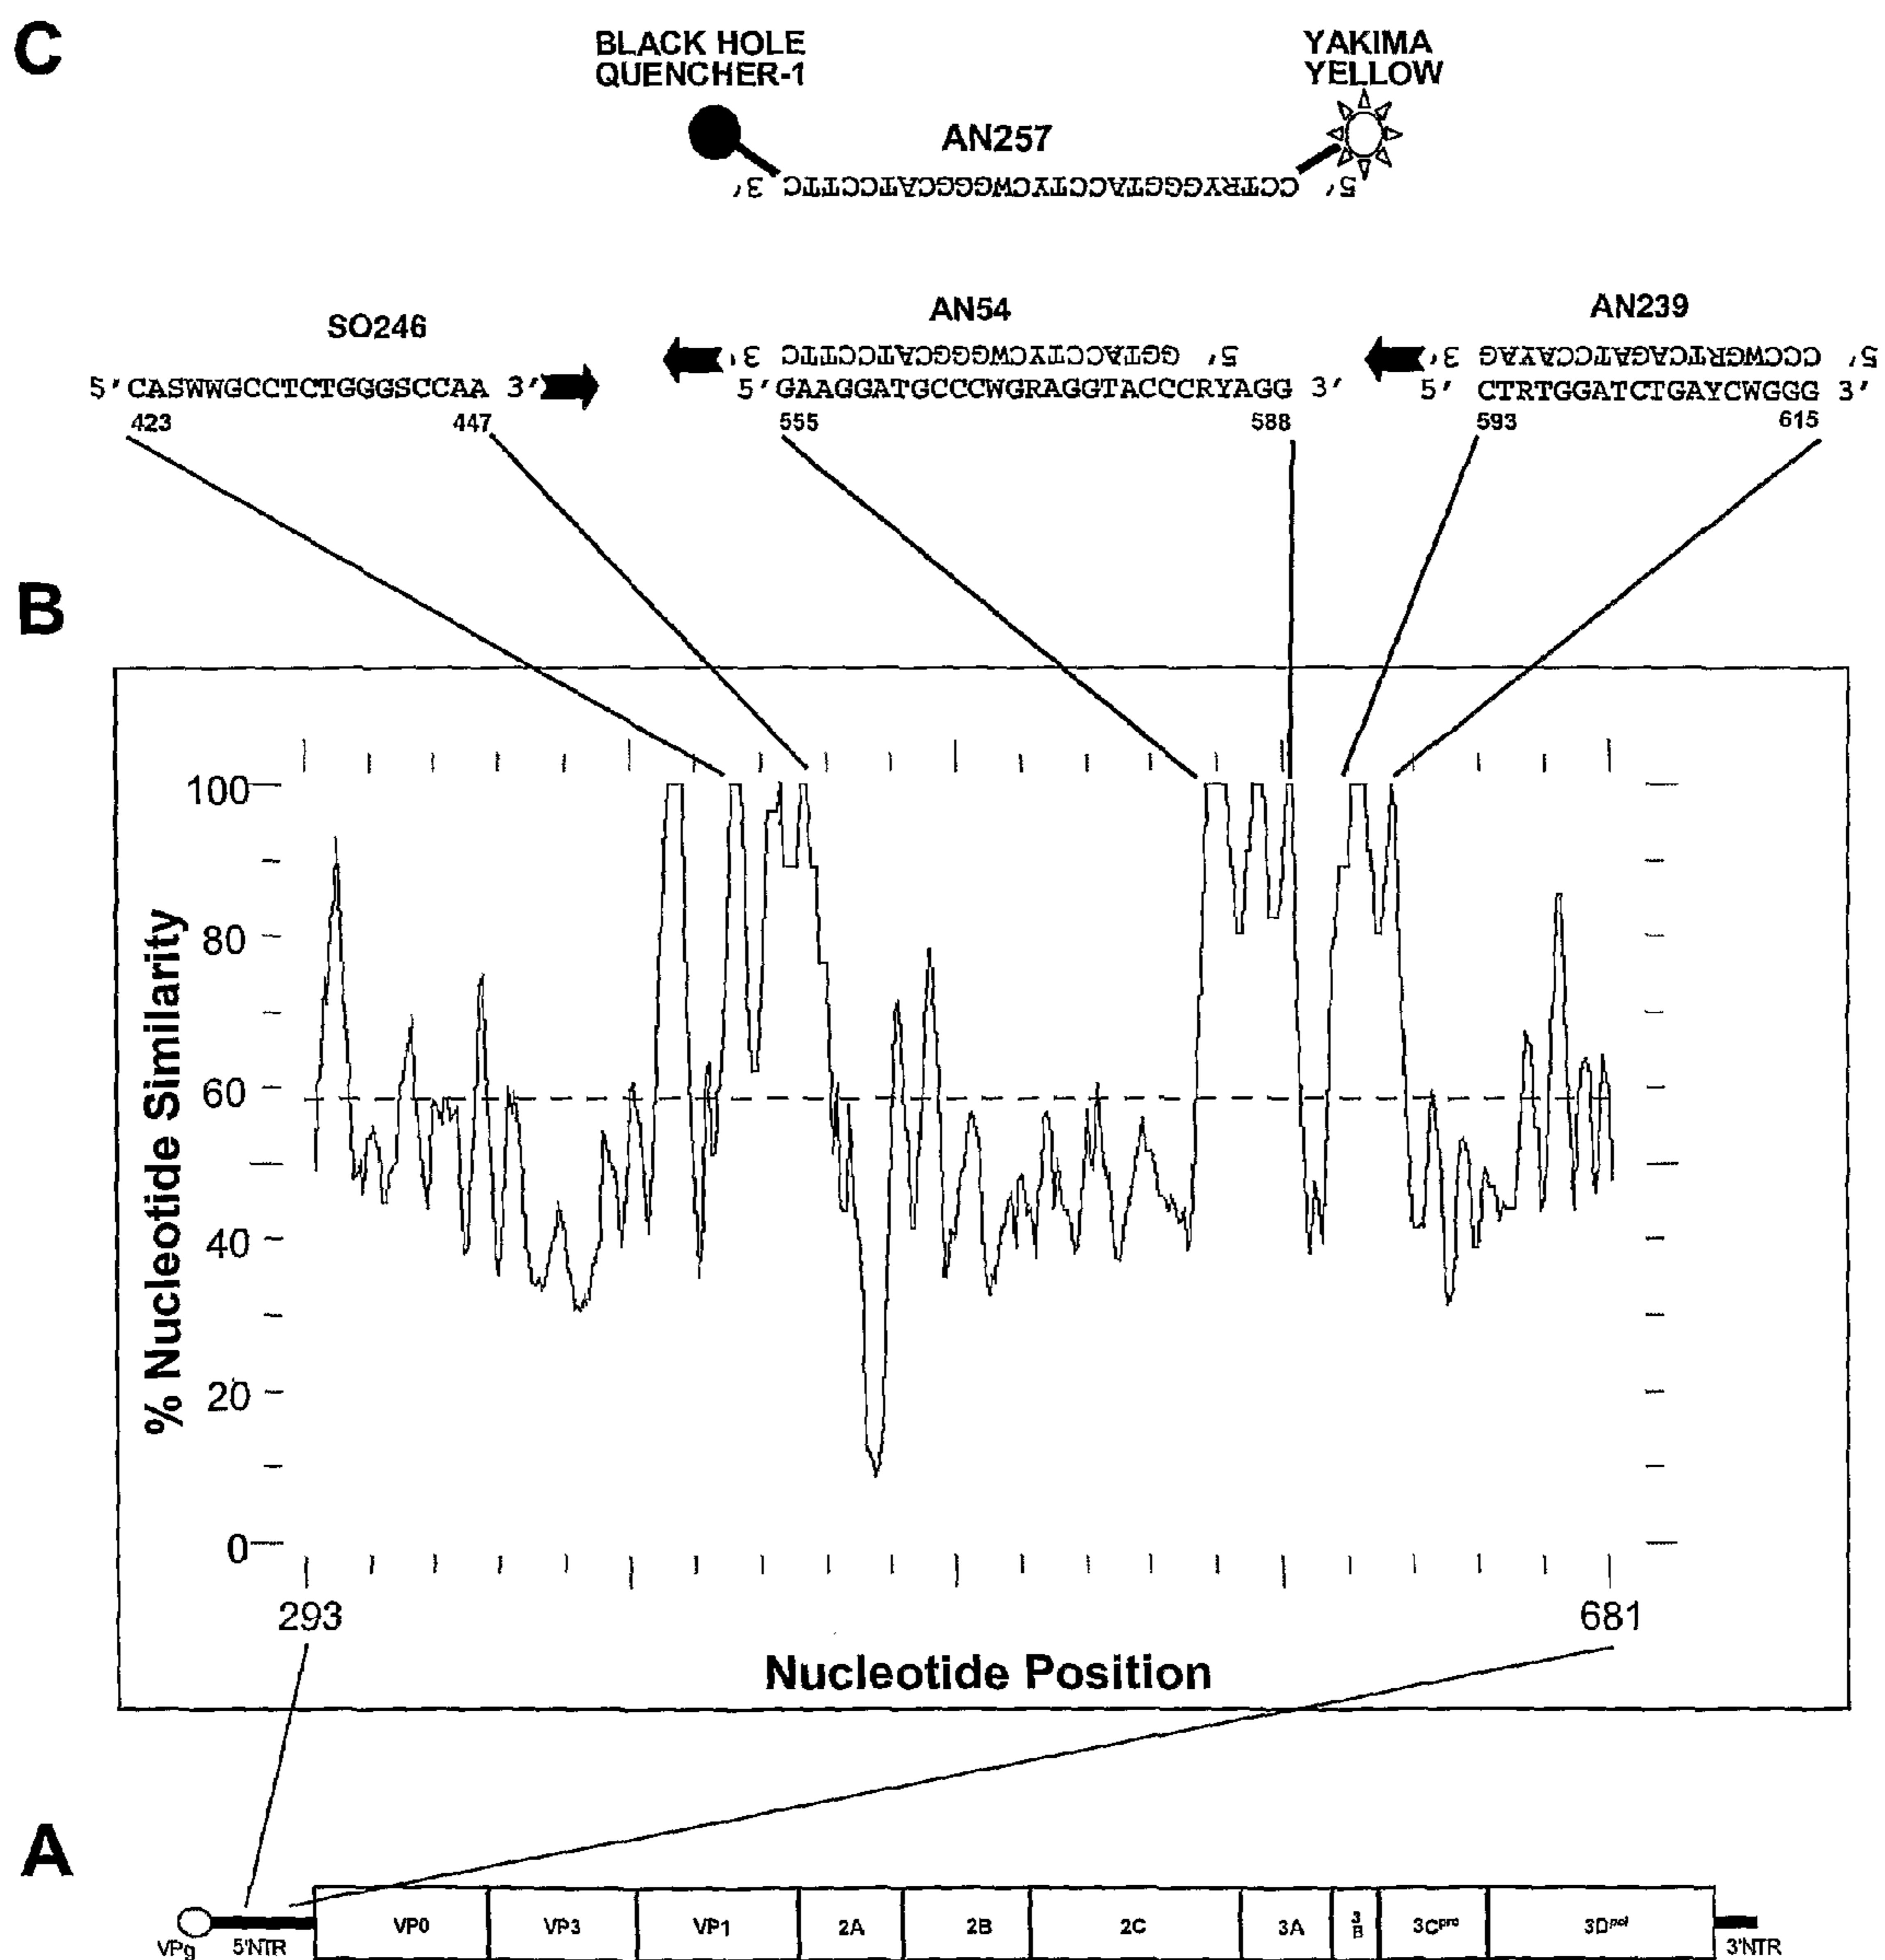 C
BLACK HOLE
QUENCHER-1
YAKIMA
YELLOW
AN257
5' CCTRYGGGTACCTYCWGGGCATCCTTC 3'
SO246
AN54
AN239
5' GGTACCTYCWGGGCATCCTTC 3'
5' CCCWGRTCAGATCCAYAG 3'
5'CASWWGCCTCTGGGSCCAA 3'
5'GAAGGATGCCCWGRAGGTACCCRYAGG 3'
5' CTRTGGATCTGAYCWGGG 3'
423 447 555 588 593 615
B
% Nucleotide Similarity
100
80
60
40
20
0
293 681
Nucleotide Position
A
VPg 5'NTR VP0 VP3 VP1 2A 2B 2C 3A 3B 3Cpro 3Dpol 3'NTR